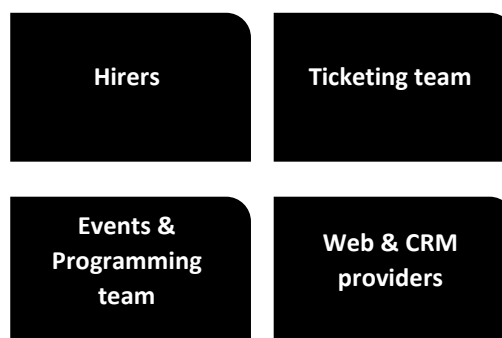 Hirers
Ticketing team
Events &
Programming
team
Web & CRM
providers